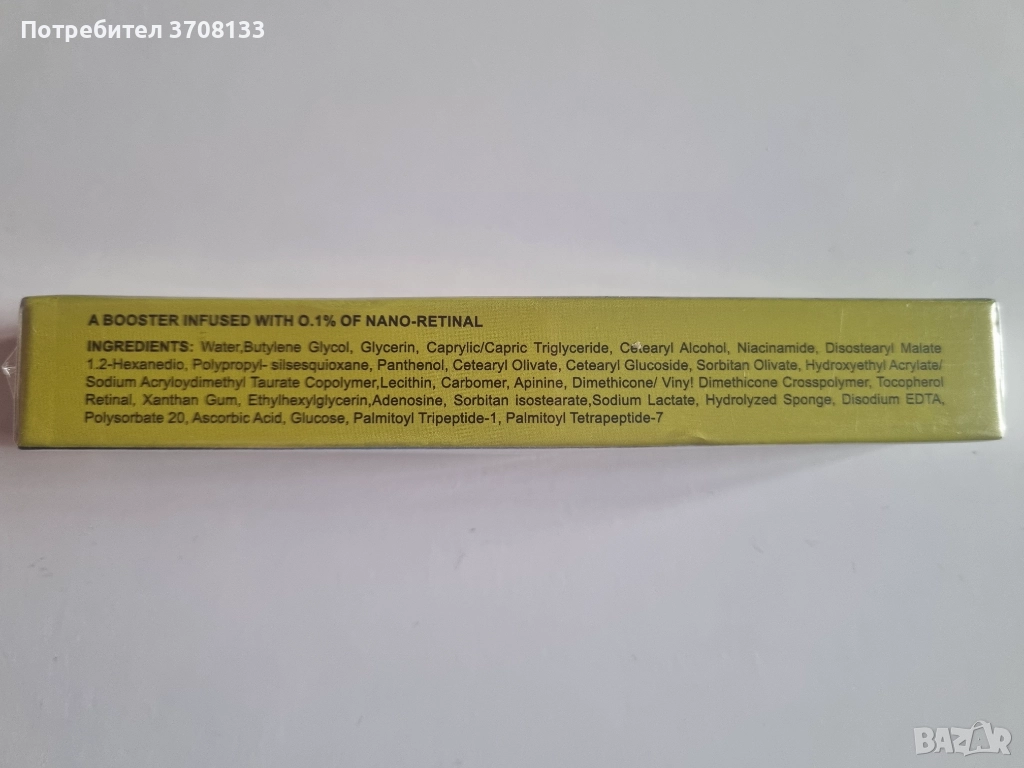 Потребител 3708133
A BOOSTER INFUSED WITH O.1% OF NANO-RETINAL
INGREDIENTS: Water,Butylene Glycol, Glycerin, Caprylic/Capric Triglyceride, Cetearyl Alcohol, Niacinamide, Disostearyl Malate
1.2-Hexanedio, Polypropyl- silsesquioxane, Panthenol, Cetearyl Olivate, Cetearyl Glucoside, Sorbitan Olivate, Hydroxyethyl Acrylate/
Sodium Acryloydimethyl Taurate Copolymer,Lecithin, Carbomer, Apinine, Dimethicone/ Viny! Dimethicone Crosspolymer, Tocopherol
Retinal, Xanthan Gum, Ethylhexylglycerin,Adenosine, Sorbitan isostearate,Sodium Lactate, Hydrolyzed Sponge, Disodium EDTA,
Polysorbate 20, Ascorbic Acid, Glucose, Palmitoyl Tripeptide-1, Palmitoyl Tetrapeptide-7
BAZAR